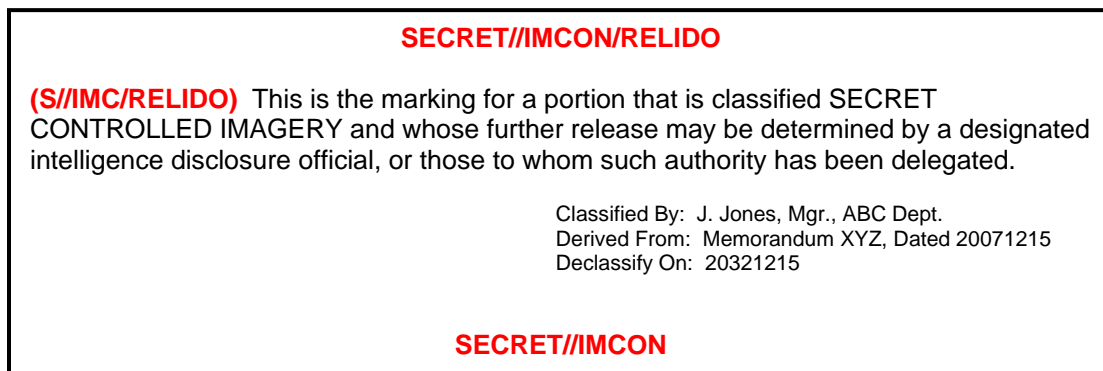 SECRET//IMCON/RELIDO
(S//IMC/RELIDO) This is the marking for a portion that is classified SECRET
CONTROLLED IMAGERY and whose further release may be determined by a designated
intelligence disclosure official, or those to whom such authority has been delegated.
Classified By: J. Jones, Mgr., ABC Dept.
Derived From: Memorandum XYZ, Dated 20071215
Declassify On: 20321215
SECRET//IMCON